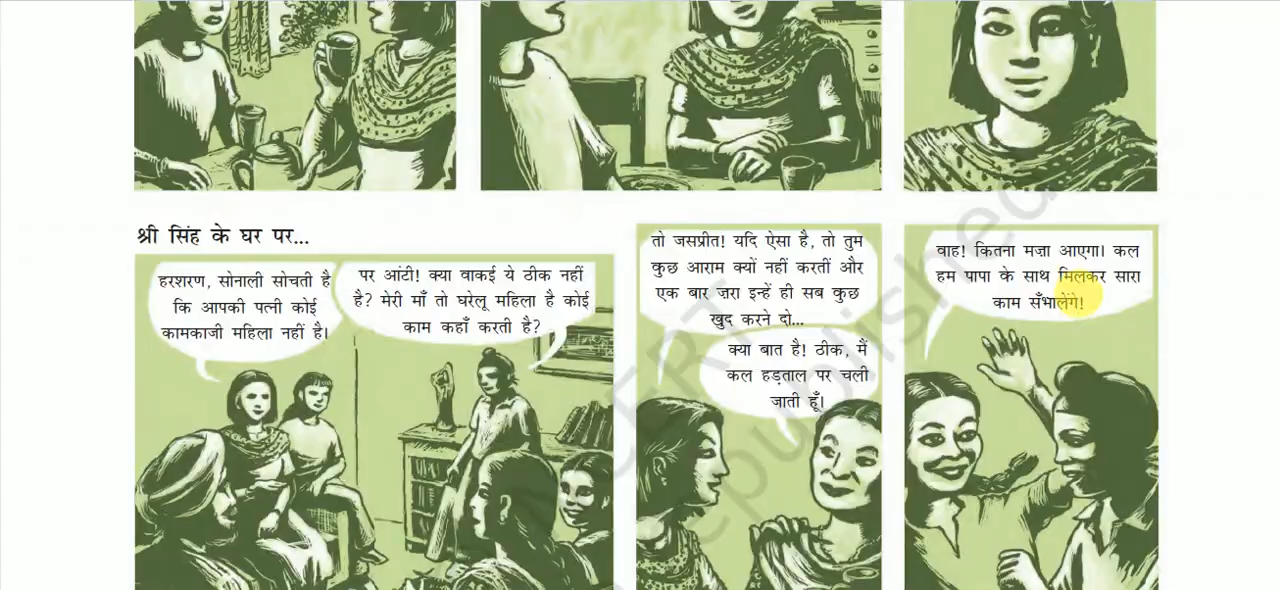 श्री सिंह के घर पर...
हरशरण, सोनाली सोचती है
कि आपकी पत्नी कोई
कामकाजी महिला नहीं है।
पर आंटी! क्या वाकई ये ठीक नहीं
है? मेरी माँ तो घरेलू महिला है कोई
काम कहाँ करती है?
तो जसप्रीत! यदि ऐसा है, तो तुम
कुछ आराम क्यों नहीं करतीं और
एक बार ज़रा इन्हें ही सब कुछ
खुद करने दो...
क्या बात है! ठीक, मैं
कल हड़ताल पर चली
जाती हूँ।
वाह! कितना मज़ा आएगा। कल
हम पापा के साथ मिलकर सारा
काम सँभालेंगे!